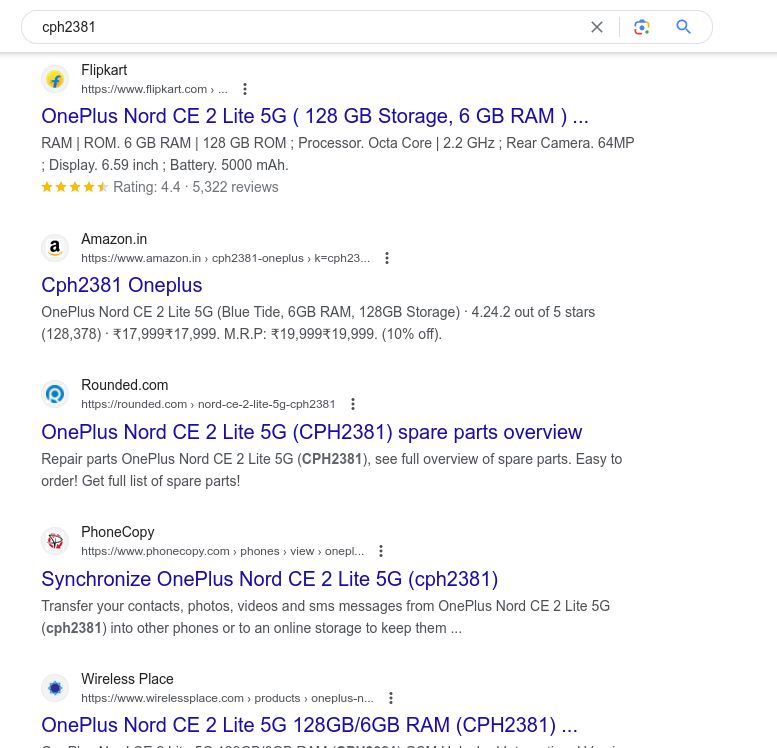 cph2381
Flipkart
https://www.flipkart.com › ...
OnePlus Nord CE 2 Lite 5G ( 128 GB Storage, 6 GB RAM ) ...
RAM | ROM. 6 GB RAM | 128 GB ROM ; Processor. Octa Core | 2.2 GHz ; Rear Camera. 64MP
; Display. 6.59 inch ; Battery. 5000 mAh.
Rating: 4.4 · 5,322 reviews
Amazon.in
https://www.amazon.in › cph2381-oneplus › k=cph23...
Cph2381 Oneplus
OnePlus Nord CE 2 Lite 5G (Blue Tide, 6GB RAM, 128GB Storage) · 4.24.2 out of 5 stars
(128,378) · ₹17,999₹17,999. M.R.P: ₹19,999₹19,999. (10% off).
Rounded.com
https://rounded.com › nord-ce-2-lite-5g-cph2381
OnePlus Nord CE 2 Lite 5G (CPH2381) spare parts overview
Repair parts OnePlus Nord CE 2 Lite 5G (CPH2381), see full overview of spare parts. Easy to
order! Get full list of spare parts!
PhoneCopy
https://www.phonecopy.com › phones › view › onepl...
Synchronize OnePlus Nord CE 2 Lite 5G (cph2381)
Transfer your contacts, photos, videos and sms messages from OnePlus Nord CE 2 Lite 5G
(cph2381) into other phones or to an online storage to keep them ...
Wireless Place
https://www.wirelessplace.com › products › oneplus-n...
OnePlus Nord CE 2 Lite 5G 128GB/6GB RAM (CPH2381) ...